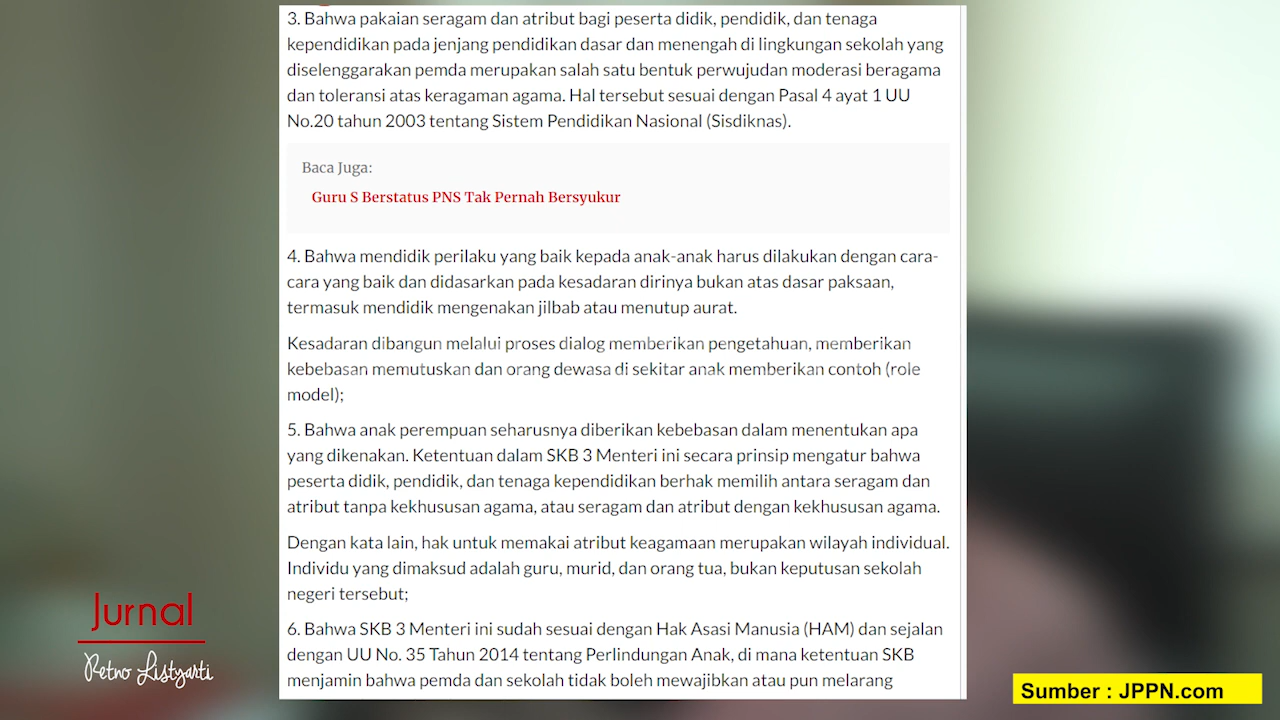 3. Bahwa pakaian seragam dan atribut bagi peserta didik, pendidik, dan tenaga
kependidikan pada jenjang pendidikan dasar dan menengah di lingkungan sekolah yang
diselenggarakan pemda merupakan salah satu bentuk perwujudan moderasi beragama
dan toleransi atas keragaman agama. Hal tersebut sesuai dengan Pasal 4 ayat 1 UU
No.20 tahun 2003 tentang Sistem Pendidikan Nasional (Sisdiknas).
Baca Juga:
Guru S Berstatus PNS Tak Pernah Bersyukur
4. Bahwa mendidik perilaku yang baik kepada anak-anak harus dilakukan dengan cara-
cara yang baik dan didasarkan pada kesadaran dirinya bukan atas dasar paksaan,
termasuk mendidik mengenakan jilbab atau menutup aurat.
Kesadaran dibangun melalui proses dialog memberikan pengetahuan, memberikan
kebebasan memutuskan dan orang dewasa di sekitar anak memberikan contoh (role
model);
5. Bahwa anak perempuan seharusnya diberikan kebebasan dalam menentukan apa
yang dikenakan. Ketentuan dalam SKB 3 Menteri ini secara prinsip mengatur bahwa
peserta didik, pendidik, dan tenaga kependidikan berhak memilih antara seragam dan
atribut tanpa kekhususan agama, atau seragam dan atribut dengan kekhususan agama.
Dengan kata lain, hak untuk memakai atribut keagamaan merupakan wilayah individual.
Individu yang dimaksud adalah guru, murid, dan orang tua, bukan keputusan sekolah
negeri tersebut;
6. Bahwa SKB 3 Menteri ini sudah sesuai dengan Hak Asasi Manusia (HAM) dan sejalan
dengan UU No. 35 Tahun 2014 tentang Perlindungan Anak, di mana ketentuan SKB
menjamin bahwa pemda dan sekolah tidak boleh mewajibkan atau pun melarang
Jurnal
Retno Listyarti
Sumber : JPPN.com